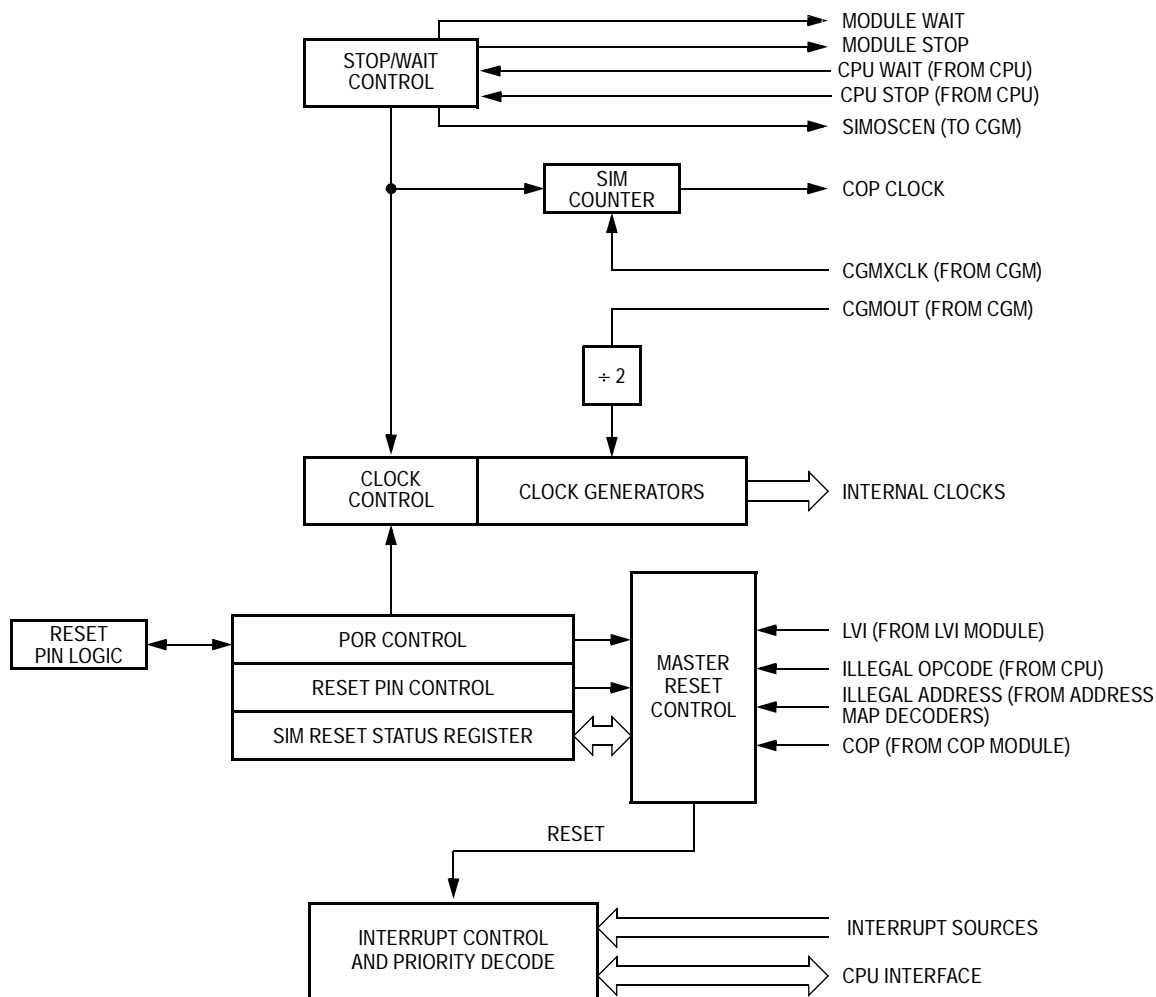 MODULE WAIT
MODULE STOP
STOP/WAIT
CONTROL
CPU WAIT (FROM CPU)
CPU STOP (FROM CPU)
SIMOSCEN (TO CGM)
SIM
COUNTER
COP CLOCK
CGMXCLK (FROM CGM)
CGMOUT (FROM CGM)
÷ 2
CLOCK
CONTROL
CLOCK GENERATORS
INTERNAL CLOCKS
RESET
PIN LOGIC
POR CONTROL
RESET PIN CONTROL
SIM RESET STATUS REGISTER
MASTER
RESET
CONTROL
LVI (FROM LVI MODULE)
ILLEGAL OPCODE (FROM CPU)
ILLEGAL ADDRESS (FROM ADDRESS
MAP DECODERS)
COP (FROM COP MODULE)
RESET
INTERRUPT CONTROL
AND PRIORITY DECODE
INTERRUPT SOURCES
CPU INTERFACE